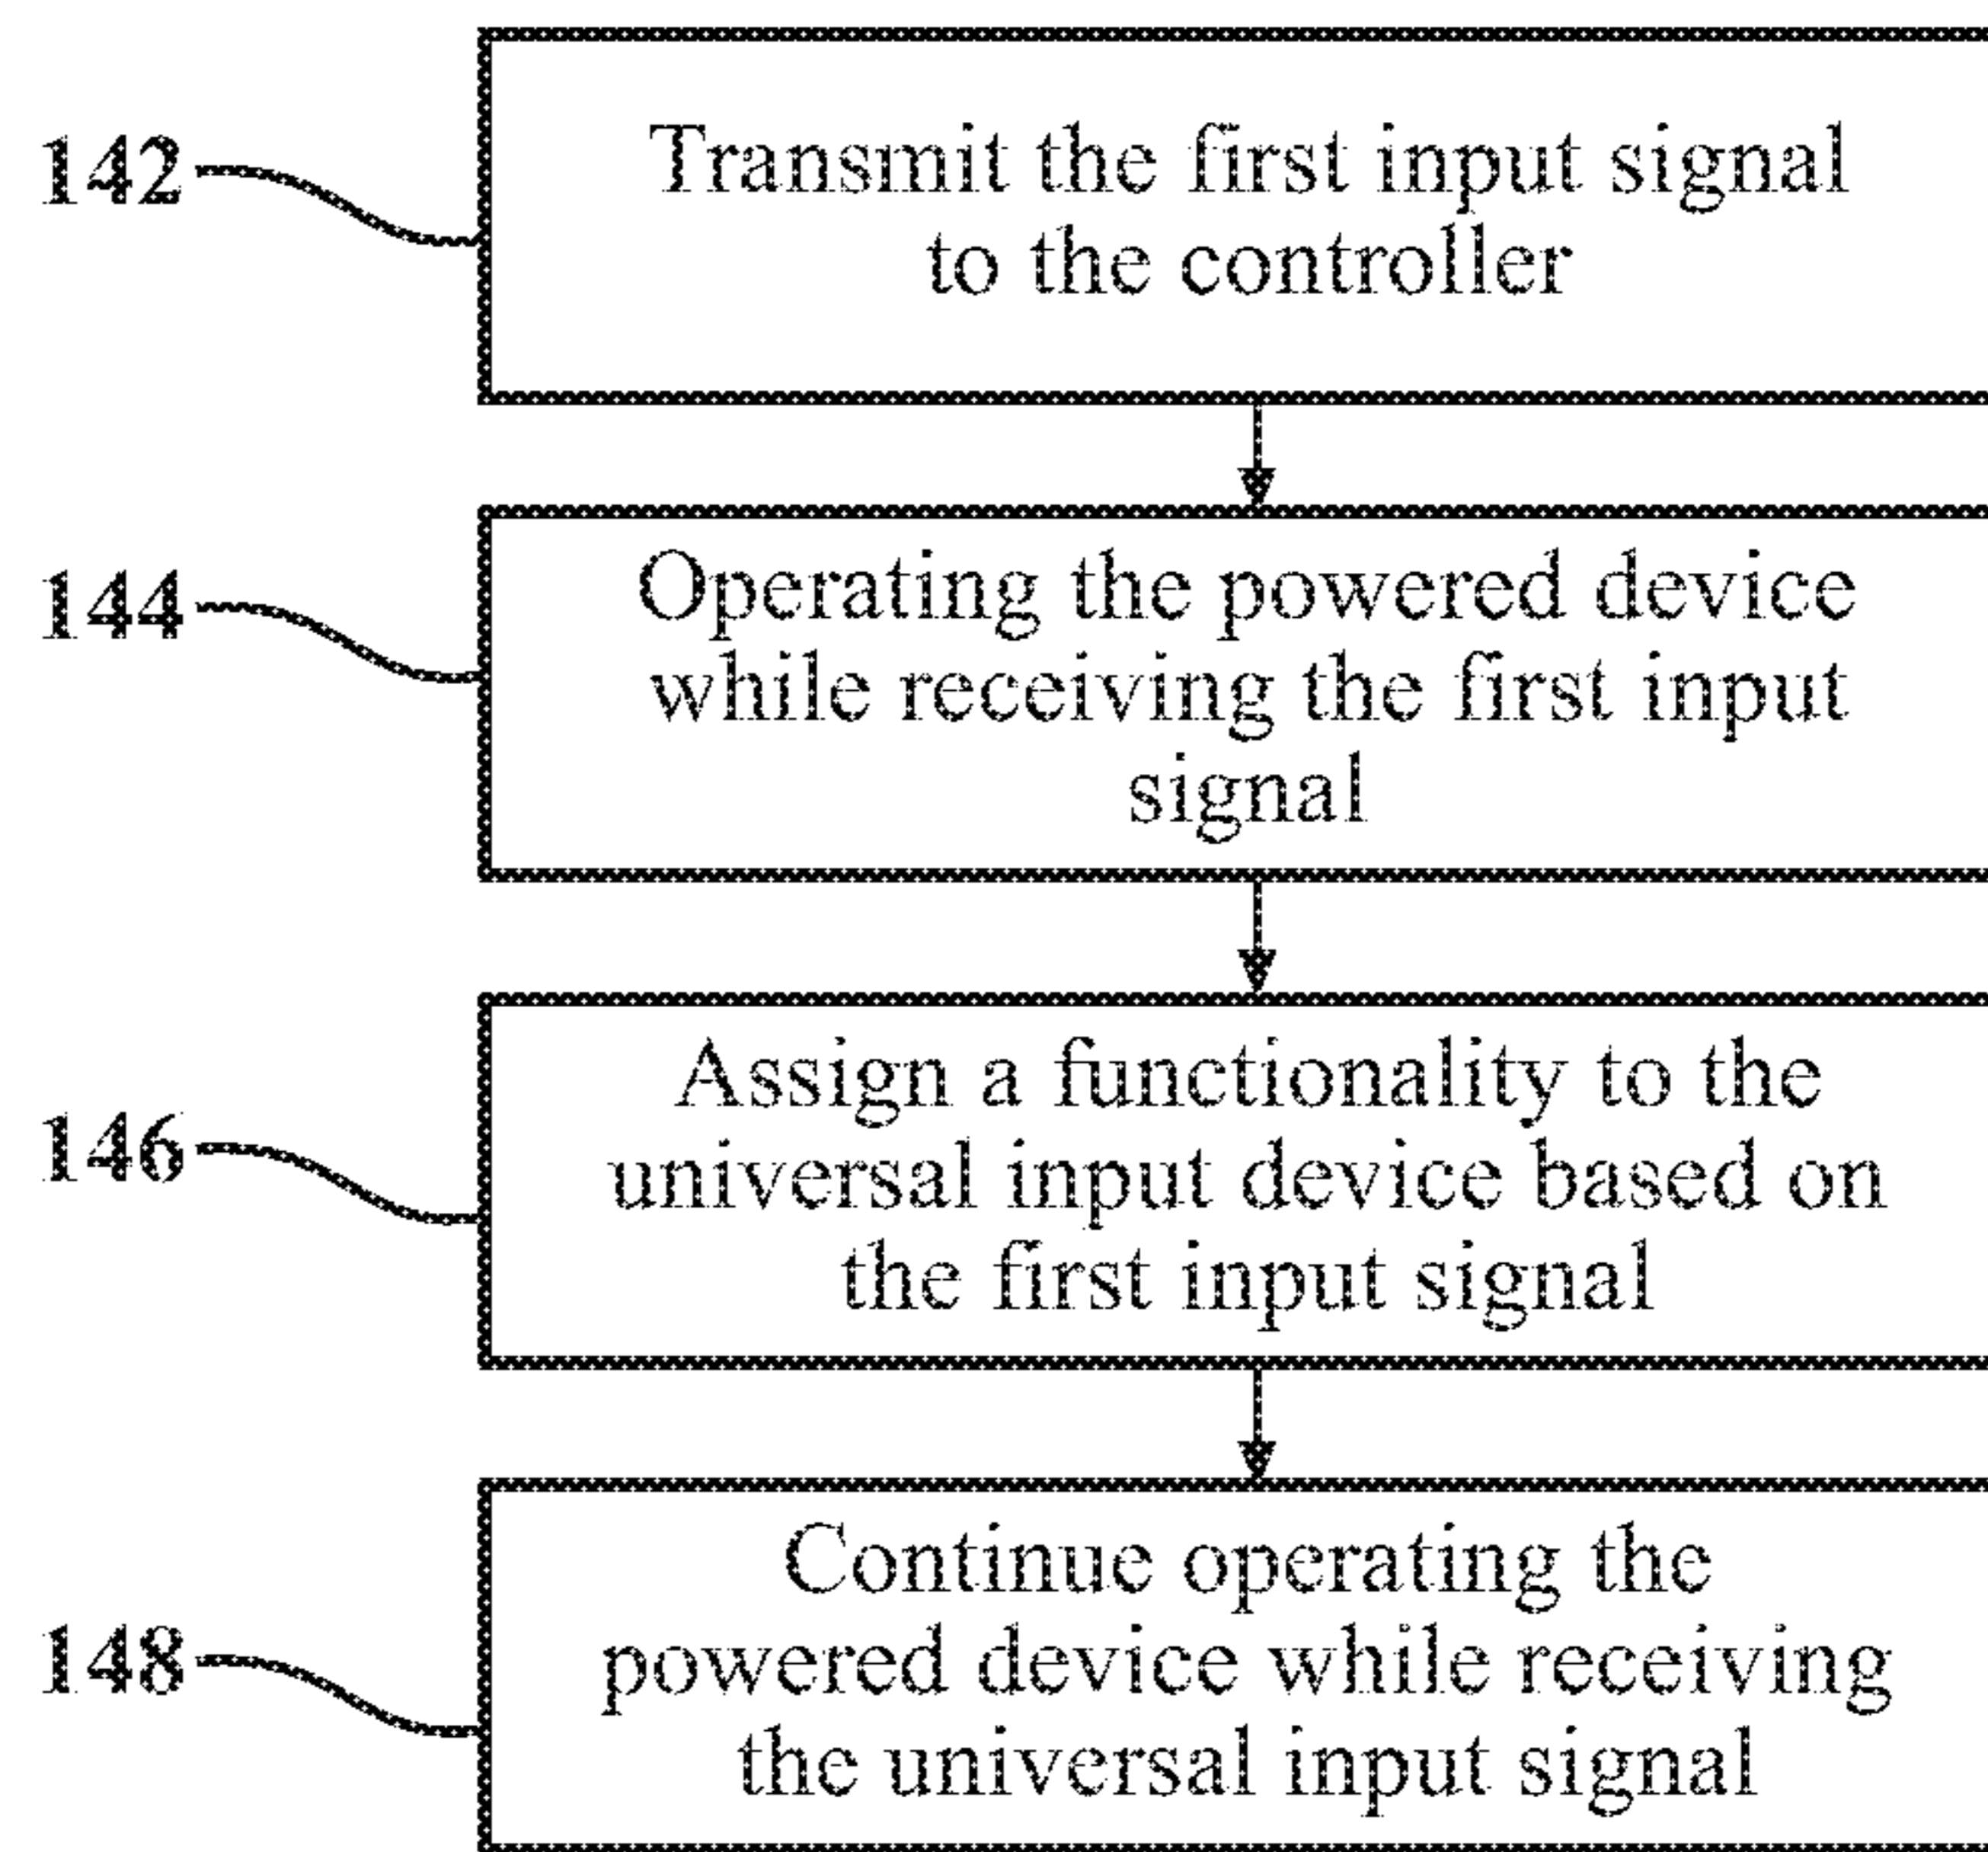 142
Transmit the first input signal
to the controller
144
Operating the powered device
while receiving the first input
signal
146
Assign a functionality to the
universal input device based on
the first input signal
148
Continue operating the
powered device while receiving
the universal input signal